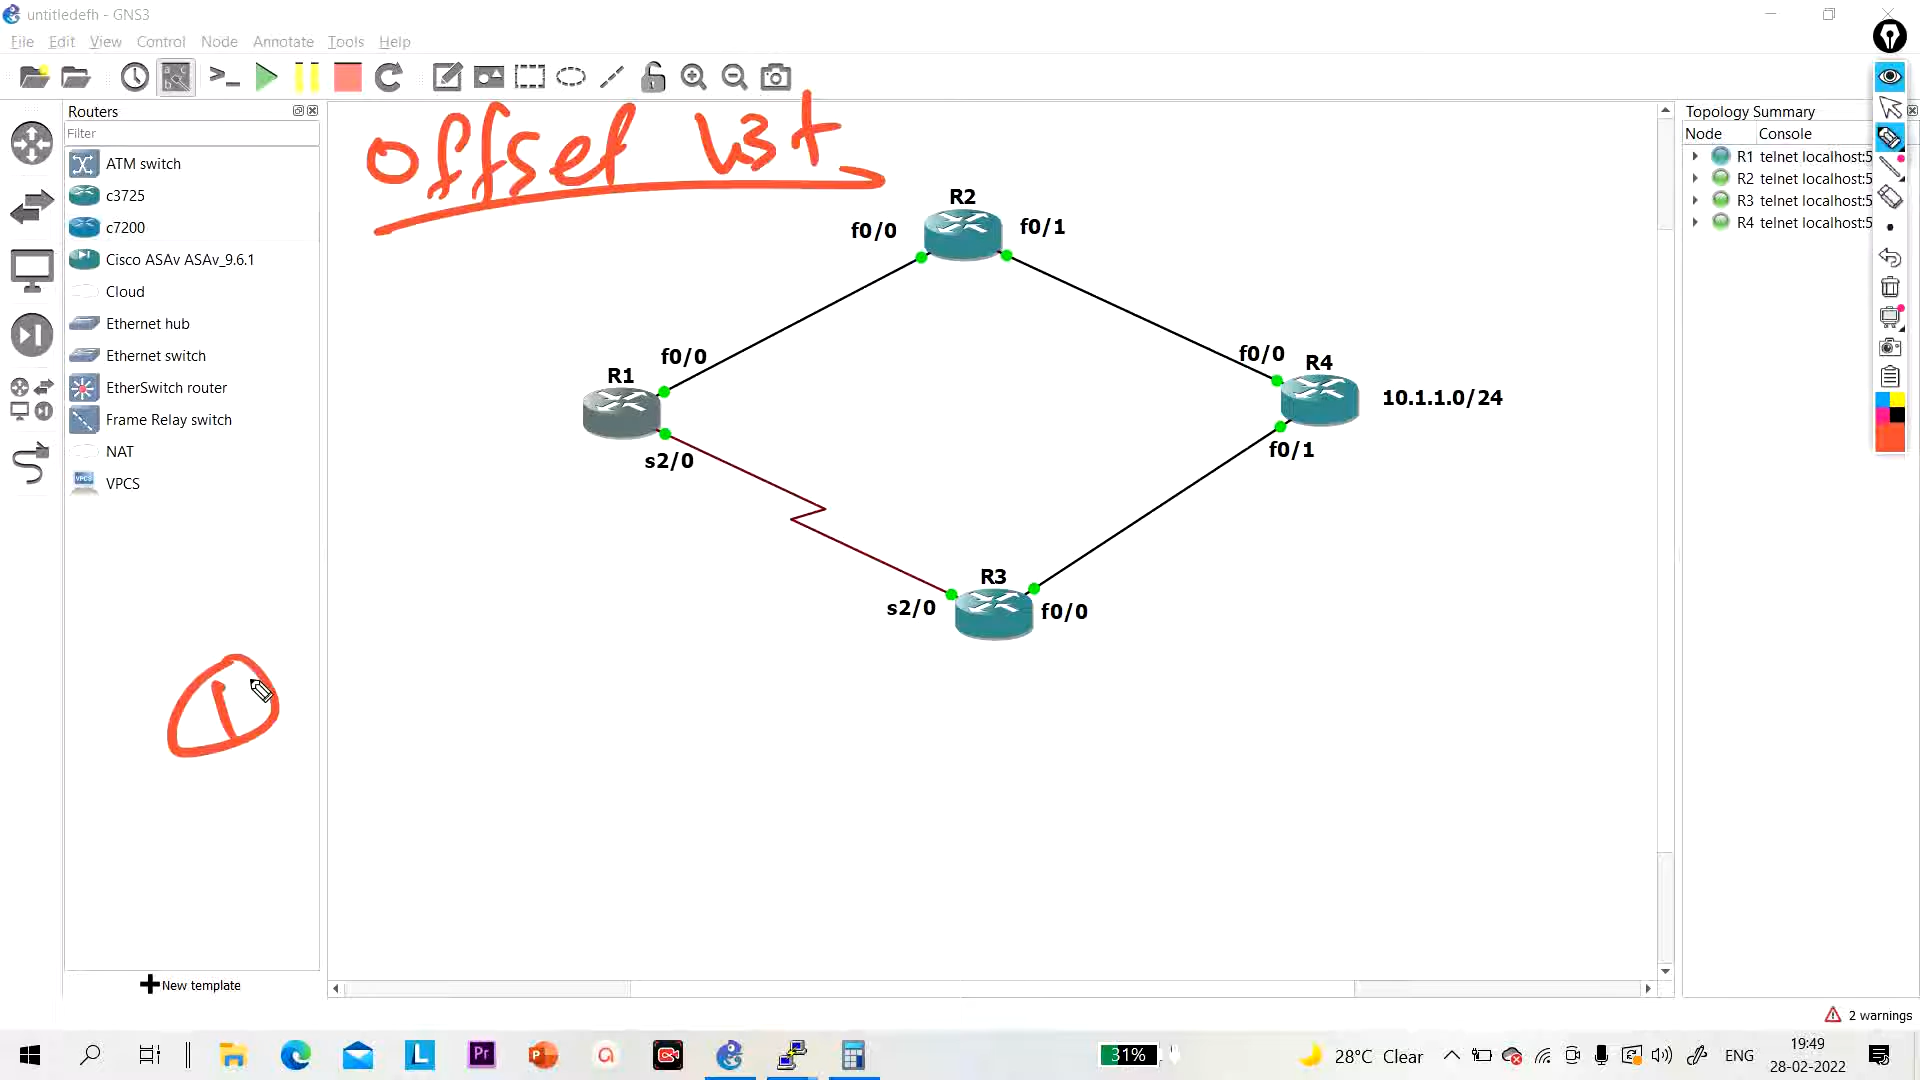 untitledefh - GNS3
File Edit View Control Node Annotate Tools Help
Routers
Filter
ATM switch
c3725
c7200
Cisco ASAv ASAv_9.6.1
Cloud
Ethernet hub
Ethernet switch
EtherSwitch router
Frame Relay switch
NAT
VPCS
New template
offset list
R2
f0/0
f0/1
f0/0
R1
s2/0
f0/0
R4
10.1.1.0/24
f0/1
R3
s2/0
f0/0
1
Topology Summary
Node Console
R1 telnet localhost:5
R2 telnet localhost:5
R3 telnet localhost:5
R4 telnet localhost:5
2 warnings
31%
28°C Clear
ENG
19:49
28-02-2022